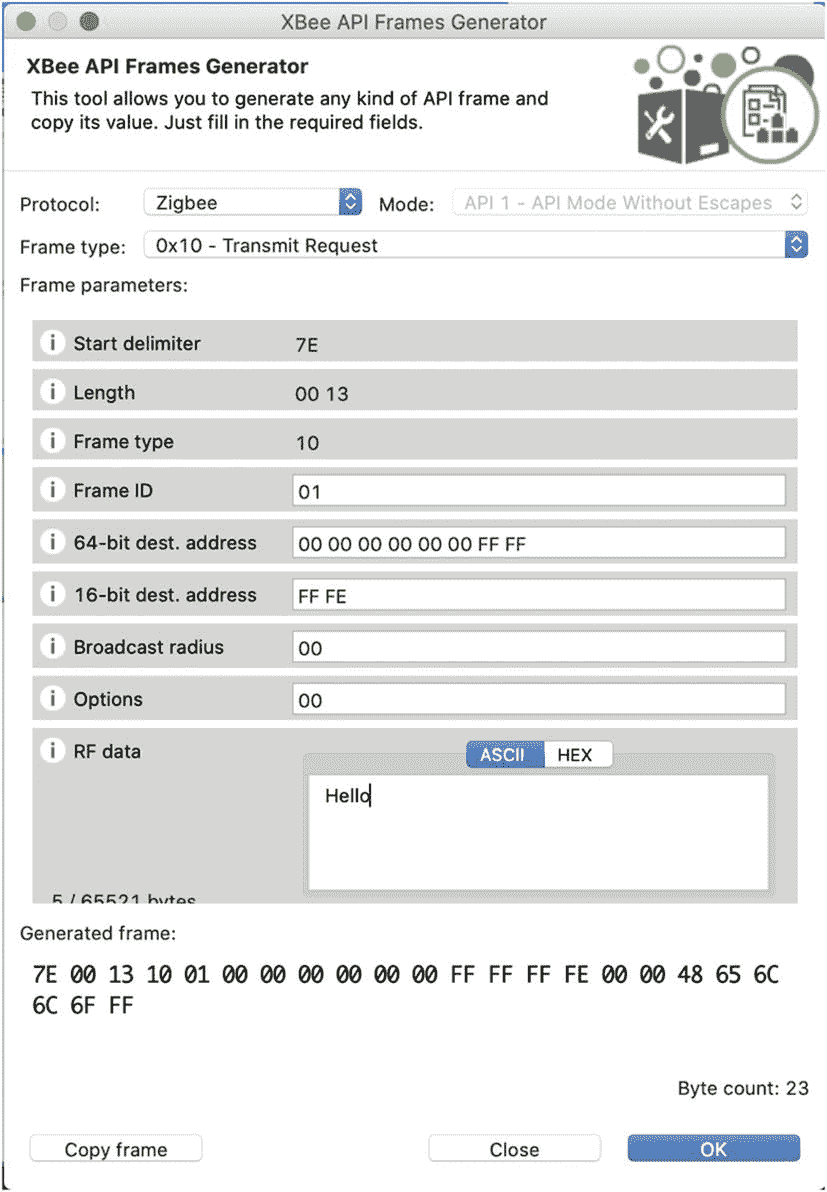 XBee API Frames Generator
XBee API Frames Generator
This tool allows you to generate any kind of API frame and
copy its value. Just fill in the required fields.
Protocol: Zigbee Mode: API 1 - API Mode Without Escapes
Frame type: 0x10 - Transmit Request
Frame parameters:
i Start delimiter 7E
i Length 00 13
i Frame type 10
i Frame ID 01
i 64-bit dest. address 00 00 00 00 00 00 FF FF
i 16-bit dest. address FF FE
i Broadcast radius 00
i Options 00
i RF data ASCII HEX
Hello
5 / 65521 bytes
Generated frame:
7E 00 13 10 01 00 00 00 00 00 00 FF FF FF FE 00 00 48 65 6C
6C 6F FF
Byte count: 23
Copy frame Close OK